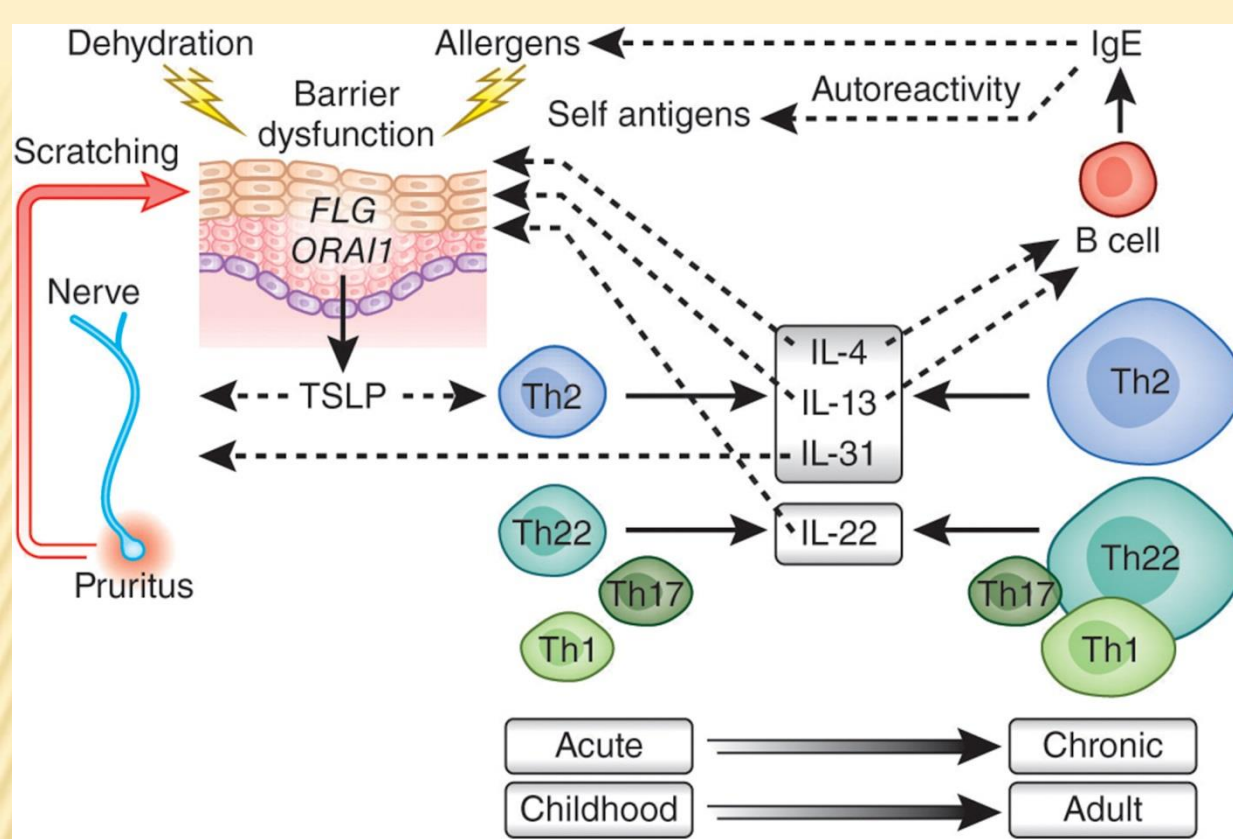 Dehydration
Allergens
IgE
Barrier
dysfunction
Self antigens
Autoreactivity
Scratching
FLG
ORAI1
B cell
Nerve
IL-4
Th2
TSLP
Th2
IL-13
IL-31
Th22
IL-22
Th22
Th17
Th17
Pruritus
Th1
Th1
Acute
Chronic
Childhood
Adult